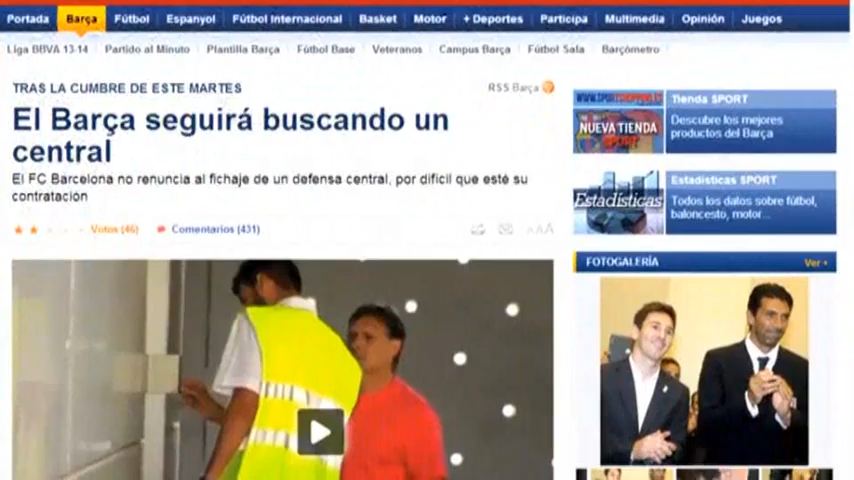 Portada Barça Fútbol Espanyol Fútbol Internacional Basket Motor + Deportes Participa Multimedia Opinión Juegos
Liga BBVA 13-14 Partido al Minuto Plantilla Barça Fútbol Base Veteranos Campus Barça Fútbol Sala Barçómetro
TRAS LA CUMBRE DE ESTE MARTES
RSS Barça
El Barça seguirá buscando un
central
El FC Barcelona no renuncia al fichaje de un defensa central, por difícil que esté su
contratación
Votos (46) Comentarios (431)
AAA
NUEVA TIENDA
SPORT
Tienda SPORT
Descubre los mejores
productos del Barça
Estadísticas
Estadísticas SPORT
Todos los datos sobre fútbol,
baloncesto, motor...
FOTOGALERÍA Ver +